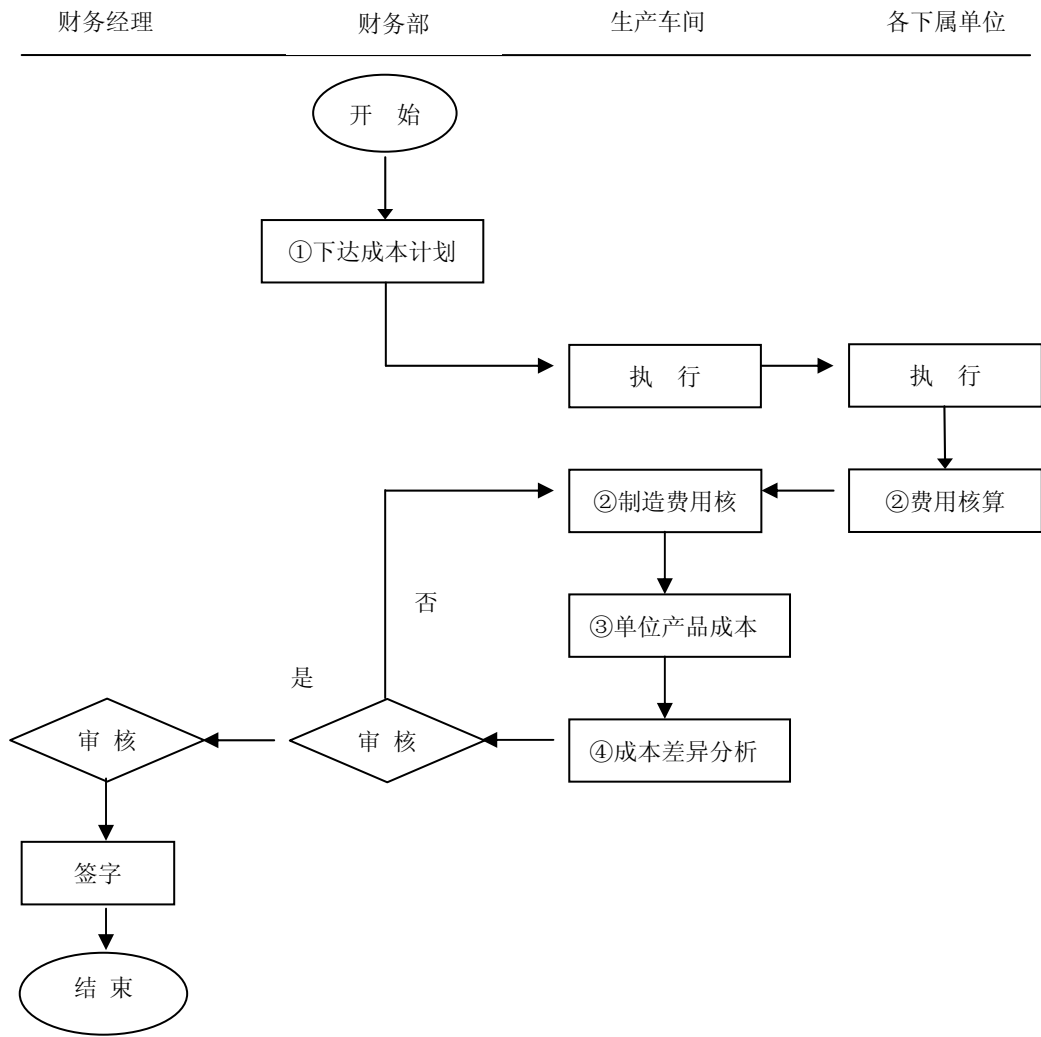 财务经理 财务部 生产车间 各下属单位
开 始
①下达成本计划
执 行 执 行
②制造费用核 ②费用核算
否
③单位产品成本
是
审 核 审 核 ④成本差异分析
签字
结 束